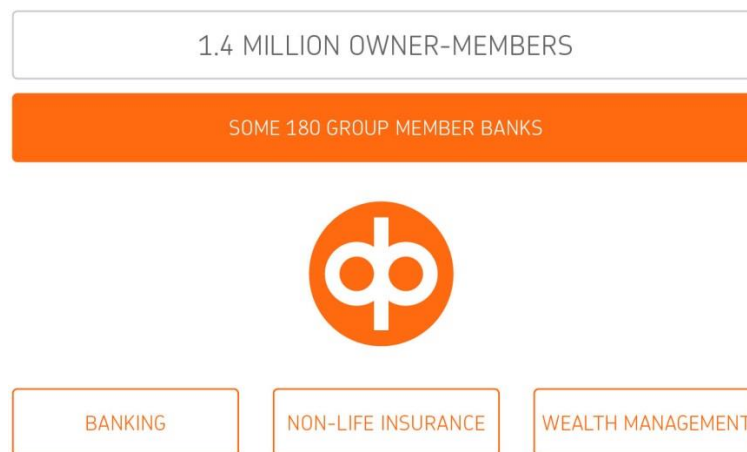 1.4 MILLION OWNER-MEMBERS
SOME 180 GROUP MEMBER BANKS
BANKING
NON-LIFE INSURANCE
WEALTH MANAGEMENT